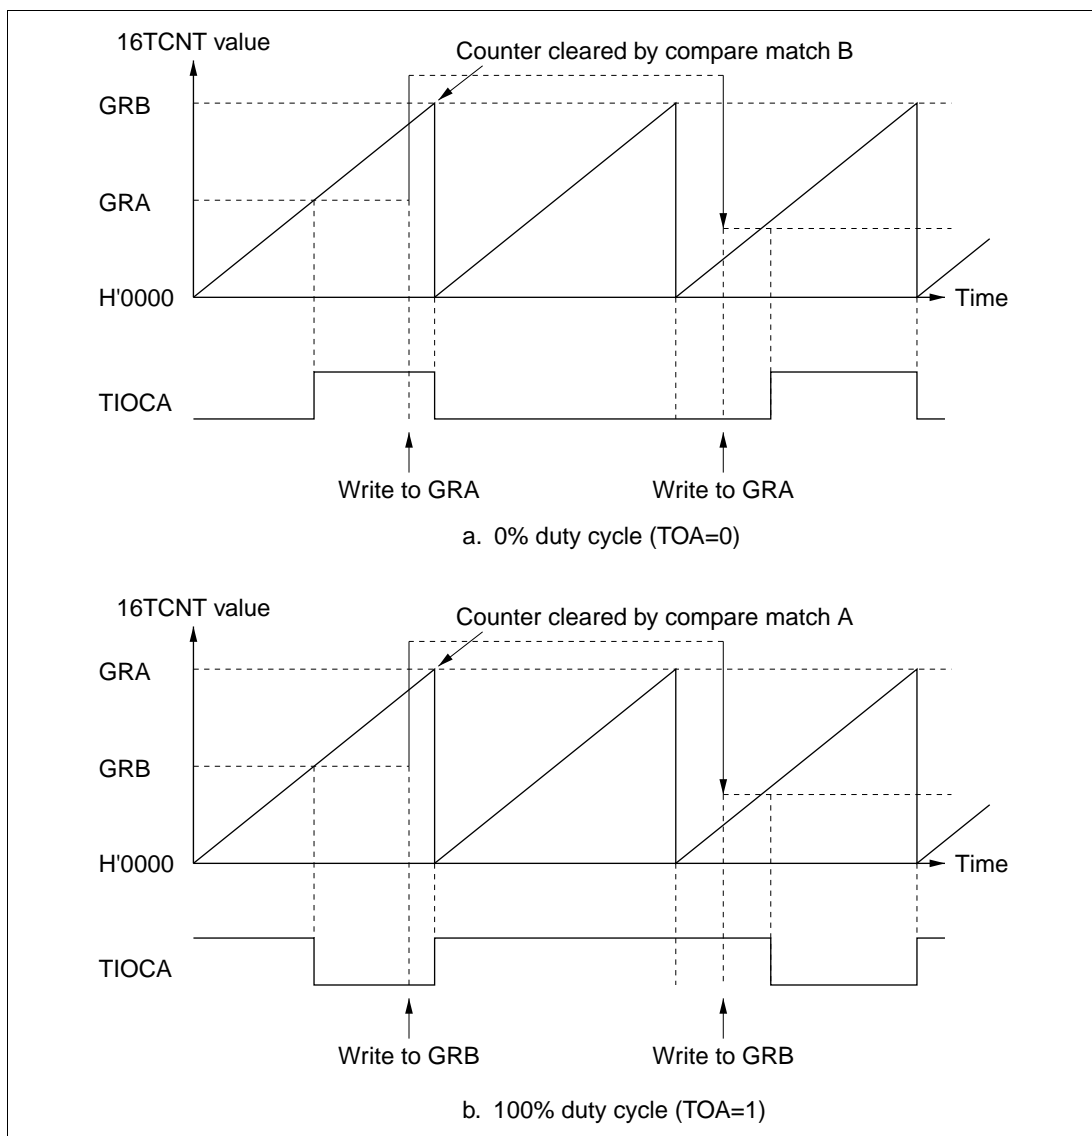 16TCNT value
Counter cleared by compare match B
GRB
GRA
H'0000
Time
TIOCA
Write to GRA
Write to GRA
a. 0% duty cycle (TOA=0)
16TCNT value
Counter cleared by compare match A
GRA
GRB
H'0000
Time
TIOCA
Write to GRB
Write to GRB
b. 100% duty cycle (TOA=1)